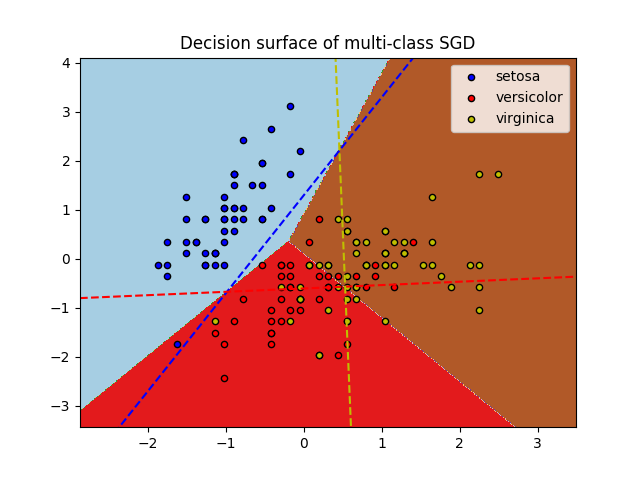 Decision surface of multi-class SGD
setosa
versicolor
virginica
4
3
2
1
0
−1
−2
−3
−2 −1 0 1 2 3